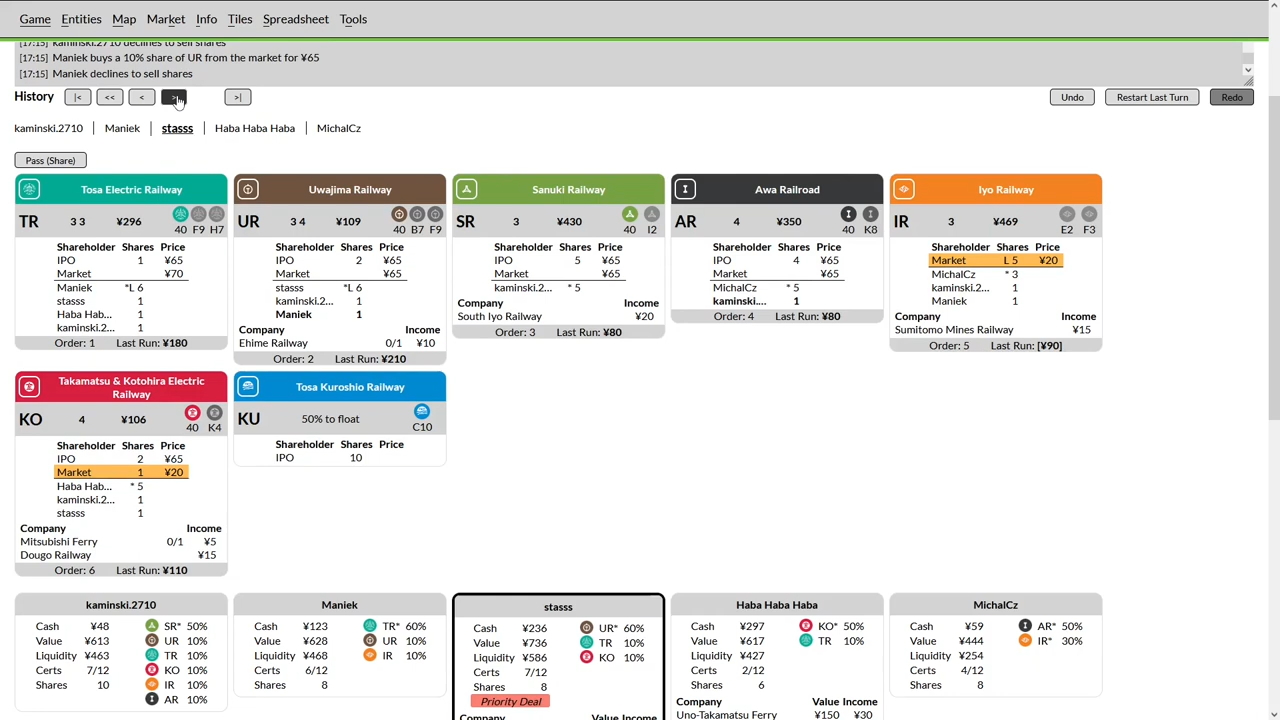 Game Entities Map Market Info Tiles Spreadsheet Tools
[17:15] kaminski.2710 declines to sell shares
[17:15] Maniek buys a 10% share of UR from the market for ¥65
[17:15] Maniek declines to sell shares
History |< << < > >| Undo Restart Last Turn Redo
kaminski.2710 Maniek stasss Haba Haba Haba MichalCz
Pass (Share)
Tosa Electric Railway
TR 3 3 ¥296 40 F9 H7
Shareholder Shares Price
IPO 1 ¥65
Market ¥70
Maniek *L 6
stasss 1
Haba Hab... 1
kaminski.2... 1
Order: 1 Last Run: ¥180
Uwajima Railway
UR 3 4 ¥109 40 B7 F9
Shareholder Shares Price
IPO 2 ¥65
Market ¥65
stasss *L 6
kaminski.2... 1
Maniek 1
Company Income
Ehime Railway 0/1 ¥10
Order: 2 Last Run: ¥210
Sanuki Railway
SR 3 ¥430 40 I2
Shareholder Shares Price
IPO 5 ¥65
Market ¥65
kaminski.2... * 5
Company Income
South Iyo Railway ¥20
Order: 3 Last Run: ¥80
Awa Railroad
AR 4 ¥350 40 K8
Shareholder Shares Price
IPO 4 ¥65
Market ¥65
MichalCz * 5
kaminski.... 1
Order: 4 Last Run: ¥80
Iyo Railway
IR 3 ¥469 E2 F3
Shareholder Shares Price
Market L 5 ¥20
MichalCz * 3
kaminski.2... 1
Maniek 1
Company Income
Sumitomo Mines Railway ¥15
Order: 5 Last Run: [¥90]
Takamatsu & Kotohira Electric
Railway
KO 4 ¥106 40 K4
Shareholder Shares Price
IPO 2 ¥65
Market 1 ¥20
Haba Hab... * 5
kaminski.2... 1
stasss 1
Company Income
Mitsubishi Ferry 0/1 ¥5
Dougo Railway ¥15
Order: 6 Last Run: ¥110
Tosa Kuroshio Railway
KU 50% to float C10
Shareholder Shares Price
IPO 10
kaminski.2710
Cash ¥48 SR* 50%
Value ¥613 UR 10%
Liquidity ¥463 TR 10%
Certs 7/12 KO 10%
Shares 10 IR 10%
AR 10%
Maniek
Cash ¥123 TR* 60%
Value ¥628 UR 10%
Liquidity ¥468 IR 10%
Certs 6/12
Shares 8
stasss
Cash ¥236 UR* 60%
Value ¥736 TR 10%
Liquidity ¥586 KO 10%
Certs 7/12
Shares 8
Priority Deal
Company Value Income
Haba Haba Haba
Cash ¥297 KO* 50%
Value ¥617 TR 10%
Liquidity ¥427
Certs 2/12
Shares 6
Company Value Income
Uno-Takamatsu Ferry ¥150 ¥30
MichalCz
Cash ¥59 AR* 50%
Value ¥444 IR* 30%
Liquidity ¥254
Certs 4/12
Shares 8